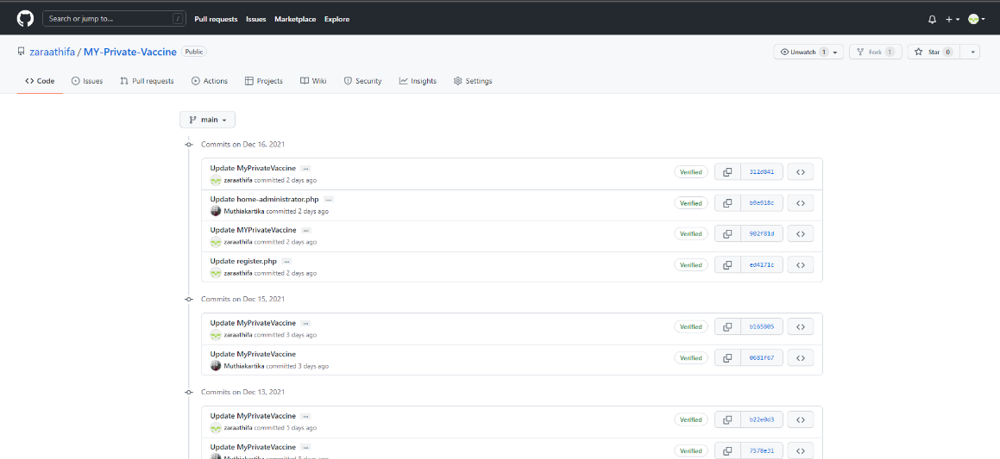 Search or jump to... / Pull requests Issues Marketplace Explore
zaraathifa / MY-Private-Vaccine Public Unwatch 1 Fork 1 Star 0
Code Issues Pull requests Actions Projects Wiki Security Insights Settings
main
Commits on Dec 16, 2021
Update MyPrivateVaccine ...
zaraathifa committed 2 days ago
Verified 312d841
Update home-administrator.php ...
Muthiakartika committed 2 days ago
Verified b9e918c
Update MYPrivateVaccine ...
zaraathifa committed 2 days ago
Verified 902f81d
Update register.php ...
zaraathifa committed 2 days ago
Verified ed4171c
Commits on Dec 15, 2021
Update MyPrivateVaccine ...
zaraathifa committed 3 days ago
Verified b165805
Update MyPrivateVaccine
Muthiakartika committed 3 days ago
Verified 0681f67
Commits on Dec 13, 2021
Update MyPrivateVaccine ...
zaraathifa committed 5 days ago
Verified b22e0d3
Update MyPrivateVaccine ...
Muthiakartika committed 5 days ago
Verified 7578e31